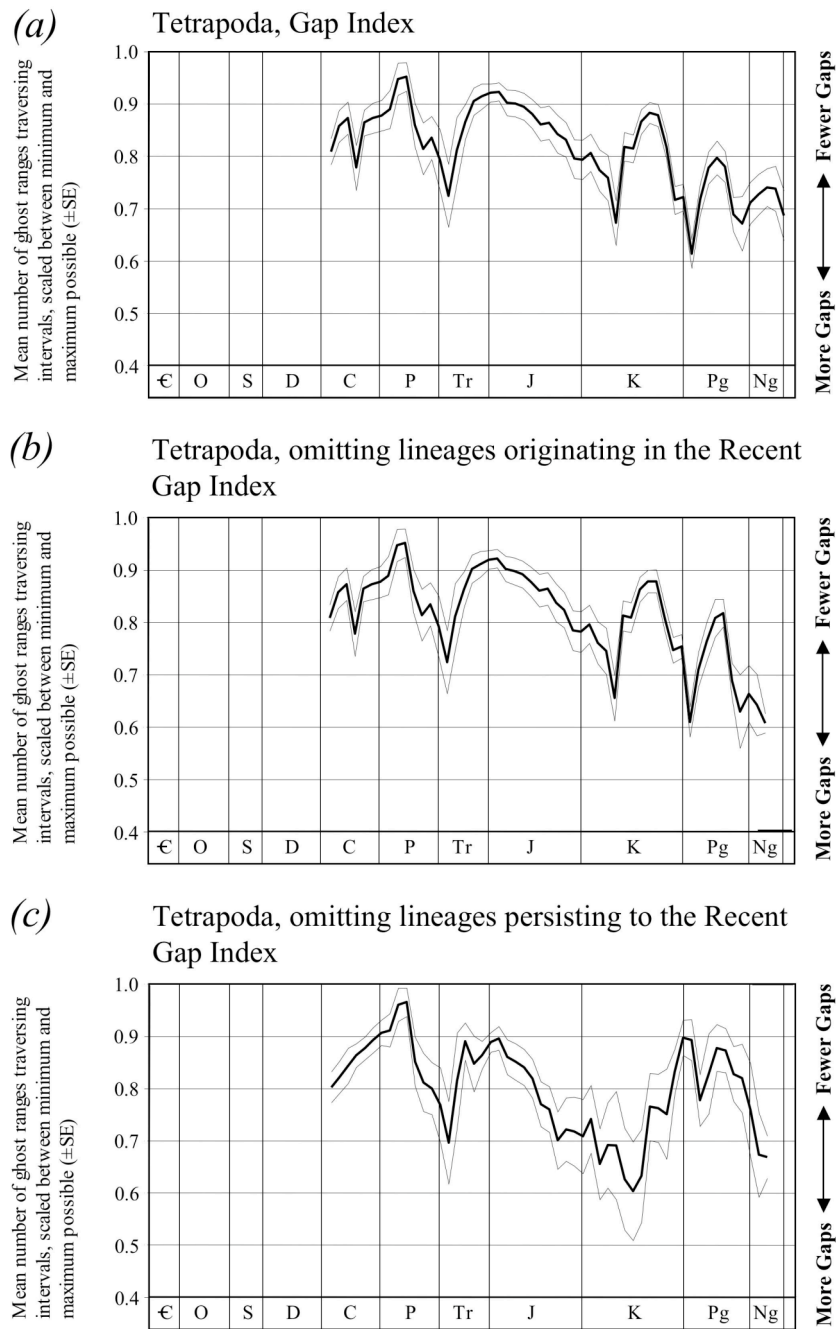 (a)
Tetrapoda, Gap Index
Mean number of ghost ranges traversing
intervals, scaled between minimum and
maximum possible (±SE)
1.0
0.9
0.8
0.7
0.6
0.5
0.4
Ꞓ O S D C P Tr J K Pg Ng
More Gaps ↔ Fewer Gaps
(b)
Tetrapoda, omitting lineages originating in the Recent
Gap Index
Mean number of ghost ranges traversing
intervals, scaled between minimum and
maximum possible (±SE)
1.0
0.9
0.8
0.7
0.6
0.5
0.4
Ꞓ O S D C P Tr J K Pg Ng
More Gaps ↔ Fewer Gaps
(c)
Tetrapoda, omitting lineages persisting to the Recent
Gap Index
Mean number of ghost ranges traversing
intervals, scaled between minimum and
maximum possible (±SE)
1.0
0.9
0.8
0.7
0.6
0.5
0.4
Ꞓ O S D C P Tr J K Pg Ng
More Gaps ↔ Fewer Gaps